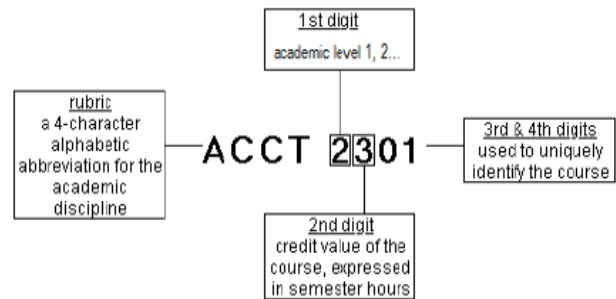 1st digit
academic level 1, 2...
rubric
a 4-character
alphabetic
abbreviation for the
academic
discipline
ACCT 2301
3rd & 4th digits
used to uniquely
identify the course
2nd digit
credit value of the
course, expressed
in semester hours